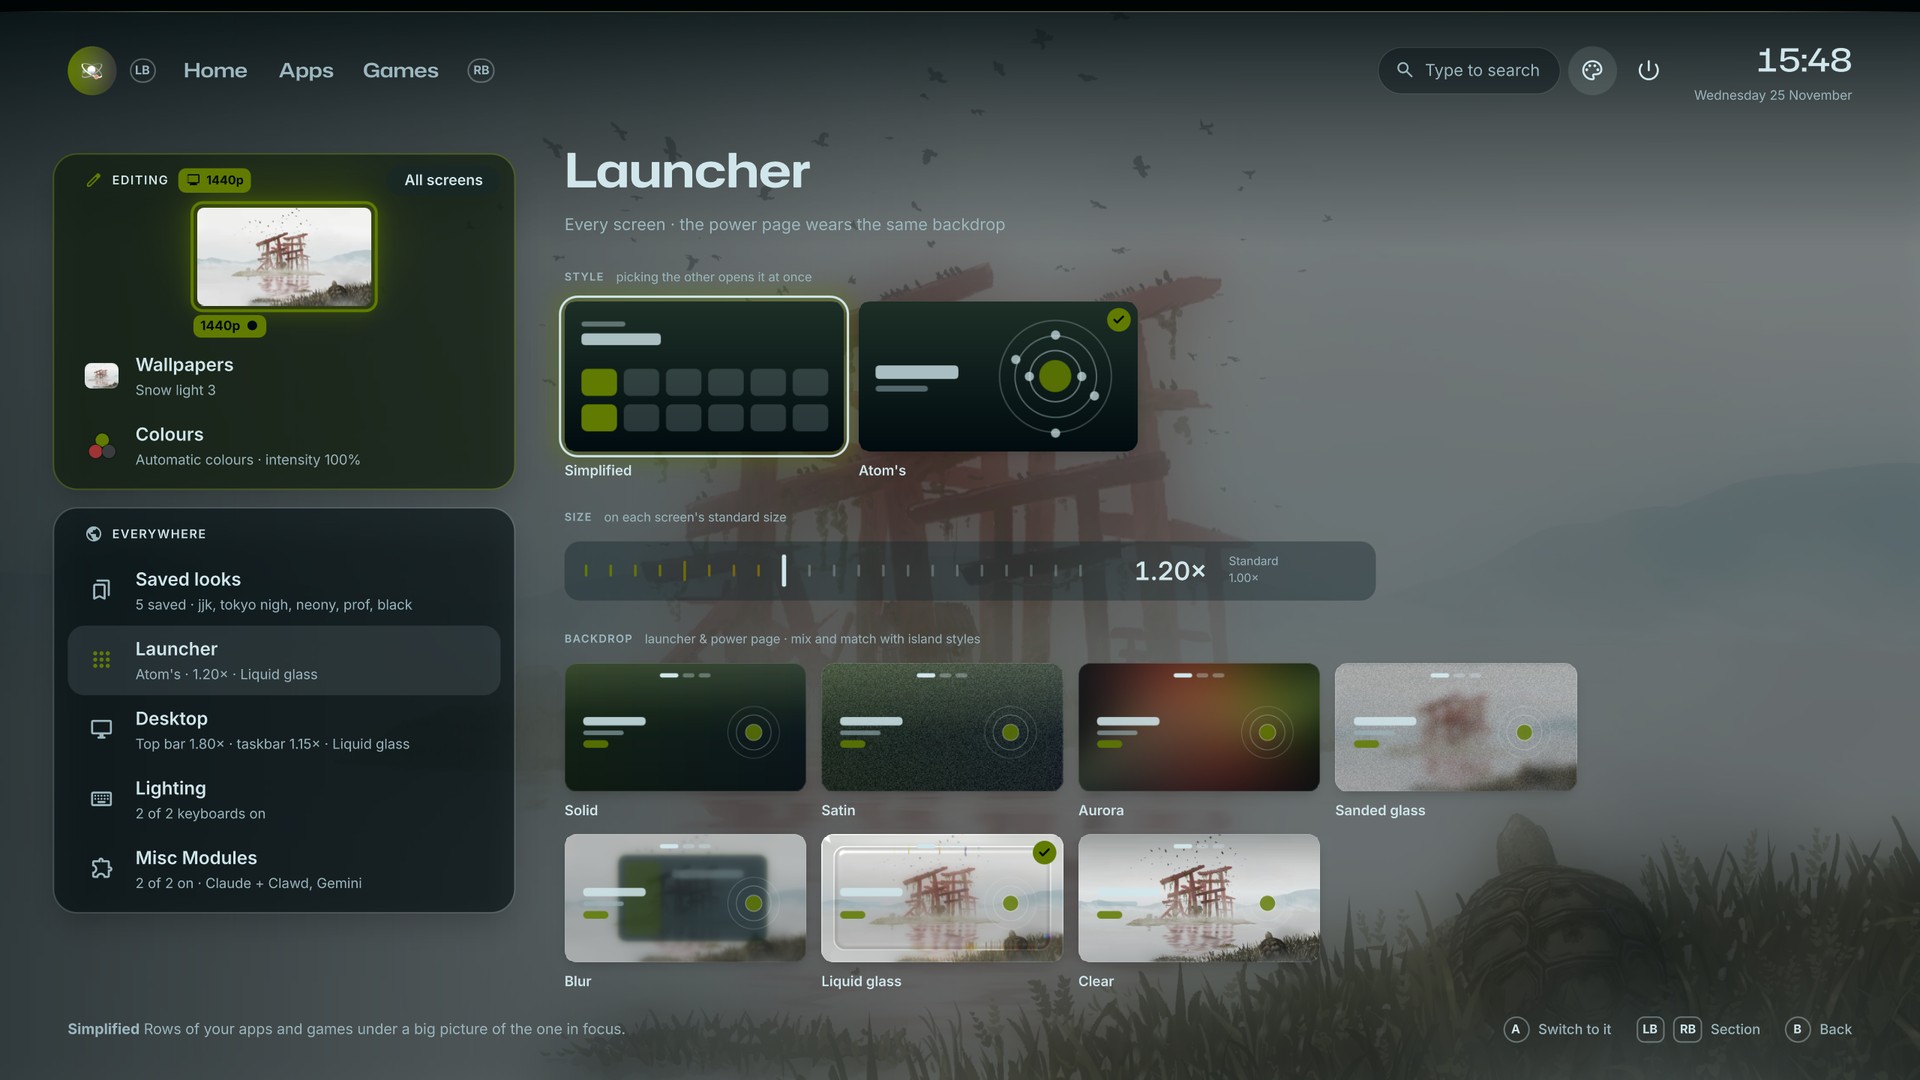 LB Home Apps Games RB
Type to search
15:48
Wednesday 25 November
EDITING 1440p All screens
1440p
Wallpapers
Snow light 3
Colours
Automatic colours · intensity 100%
EVERYWHERE
Saved looks
5 saved · jjk, tokyo nigh, neony, prof, black
Launcher
Atom's · 1.20× · Liquid glass
Desktop
Top bar 1.80× · taskbar 1.15× · Liquid glass
Lighting
2 of 2 keyboards on
Misc Modules
2 of 2 on · Claude + Clawd, Gemini
Launcher
Every screen · the power page wears the same backdrop
STYLE picking the other opens it at once
Simplified Atom's
SIZE on each screen's standard size
1.20× Standard
1.00×
BACKDROP launcher & power page · mix and match with island styles
Solid Satin Aurora Sanded glass
Blur Liquid glass Clear
Simplified Rows of your apps and games under a big picture of the one in focus.
A Switch to it LB RB Section B Back